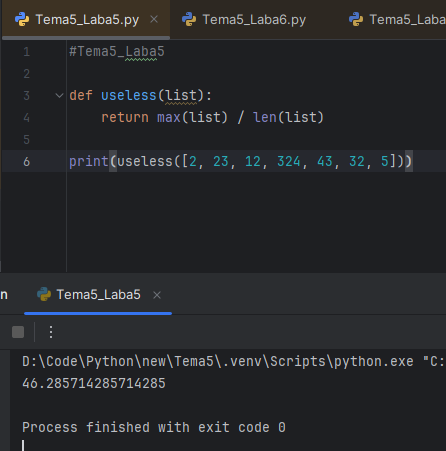 Tema5_Laba5.py × Tema5_Laba6.py Tema5_Laba
1 #Tema5_Laba5
2
3 def useless(list):
4 return max(list) / len(list)
5
6 print(useless([2, 23, 12, 324, 43, 32, 5]))
n Tema5_Laba5 ×
D:\Code\Python\new\Tema5\.venv\Scripts\python.exe "C:
46.285714285714285
Process finished with exit code 0